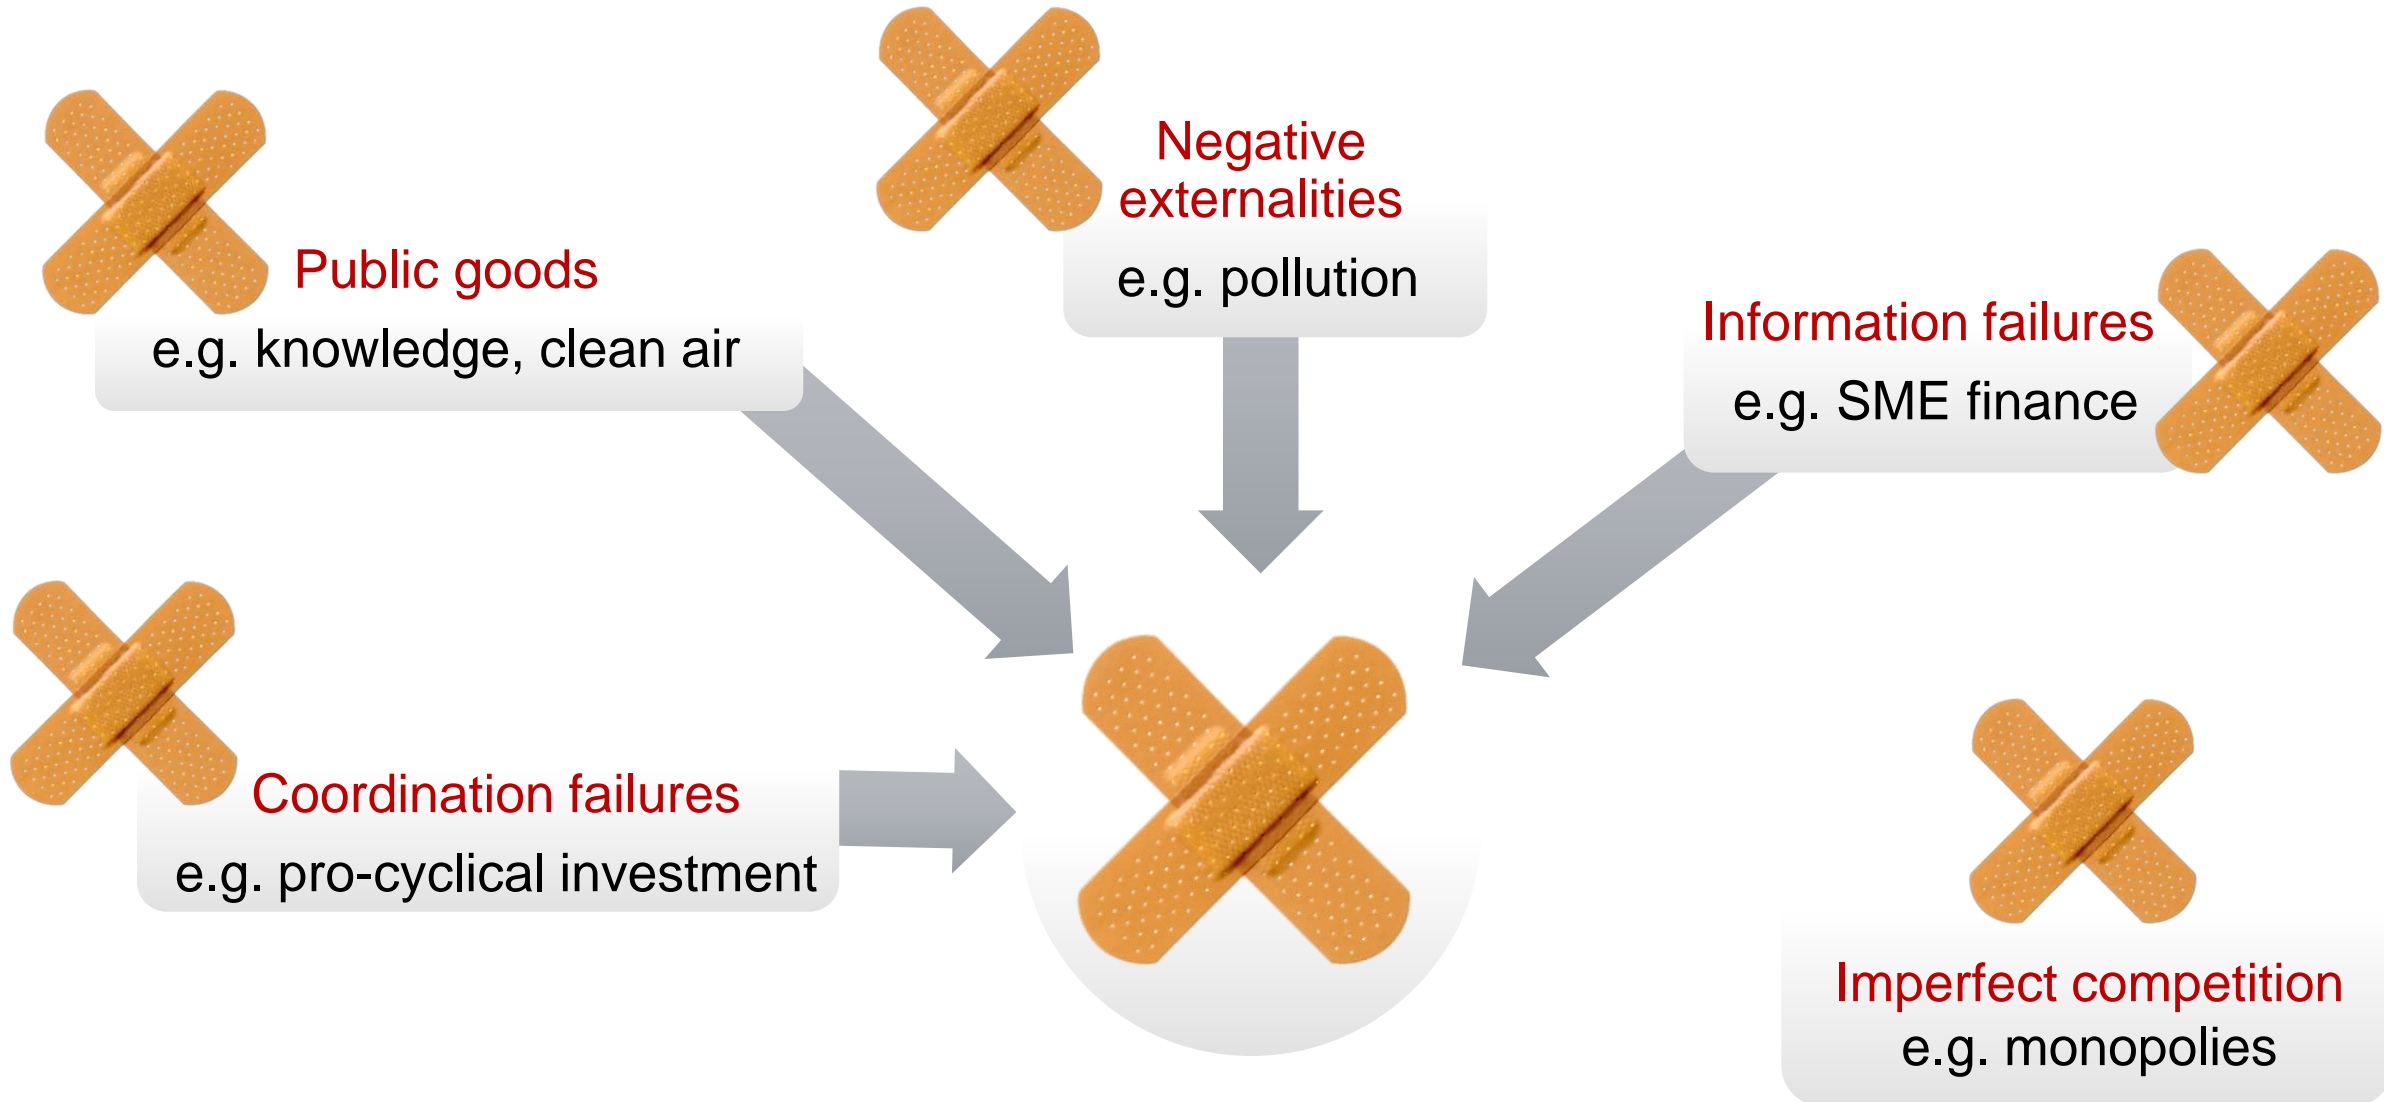 Negative
externalities
e.g. pollution
Public goods
e.g. knowledge, clean air
Information failures
e.g. SME finance
Coordination failures
e.g. pro-cyclical investment
Imperfect competition
e.g. monopolies